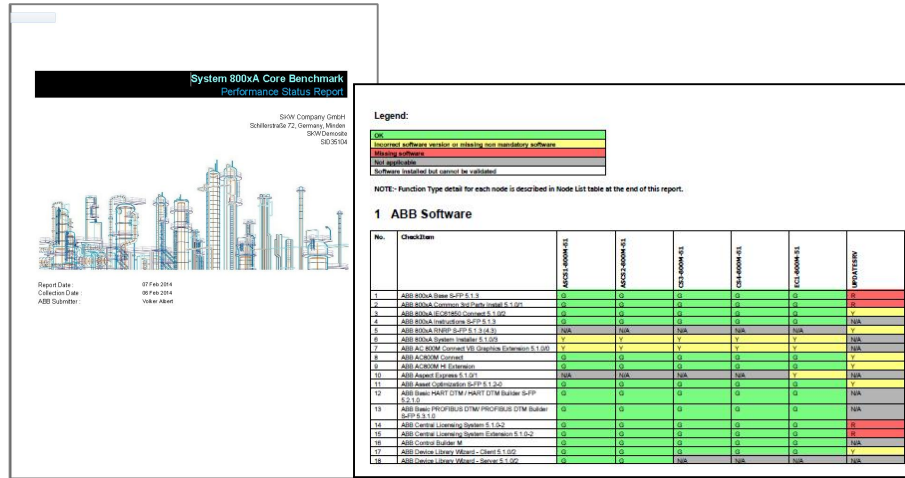 System 800xA Core Benchmark
Performance Status Report
SKW Company GmbH
Schillerstraße 72, Germany, Minden
SKW Demosite
SID35104
Report Date : 07 Feb 2014
Collection Date : 06 Feb 2014
ABB Submitter : Volker Albert
Legend:
OK
Incorrect software version or missing non mandatory software
Missing software
Not applicable
Software installed but cannot be validated
NOTE:- Function Type detail for each node is described in Node List table at the end of this report.
1 ABB Software
No. CheckItem ASCS1-800M-S1 ASCS2-800M-S1 CS3-800M-S1 CS4-800M-S1 EC1-800M-S1 UPDATESRV
1 ABB 800xA Base S-FP 5.1.3 G G G G G R
2 ABB 800xA Common 3rd Party Install 5.1.0/1 G G G G G R
3 ABB 800xA IEC61850 Connect 5.1.0/2 G G G G G Y
4 ABB 800xA Instructions S-FP 5.1.3 G G G G G N/A
5 ABB 800xA RNRP S-FP 5.1.3 (4.3) N/A N/A N/A N/A N/A Y
6 ABB 800xA System Installer 5.1.0/3 Y Y Y Y Y N/A
7 ABB AC 800M Connect VB Graphics Extension 5.1.0/0 Y Y Y Y Y N/A
8 ABB AC800M Connect G G G G G Y
9 ABB AC800M HI Extension G G G G G Y
10 ABB Aspect Express 5.1.0/1 N/A N/A N/A N/A Y N/A
11 ABB Asset Optimization S-FP 5.1.2-0 G G G G G Y
12 ABB Basic HART DTM / HART DTM Builder S-FP G G G G G N/A
5.2.1.0
13 ABB Basic PROFIBUS DTM/ PROFIBUS DTM Builder G G G G G N/A
S-FP 5.3.1.0
14 ABB Central Licensing System 5.1.0-2 G G G G G R
15 ABB Central Licensing System Extension 5.1.0-2 G G G G G R
16 ABB Control Builder M G G G G G N/A
17 ABB Device Library Wizard - Client 5.1.0/2 G G G G G Y
18 ABB Device Library Wizard - Server 5.1.0/2 G G N/A N/A N/A N/A